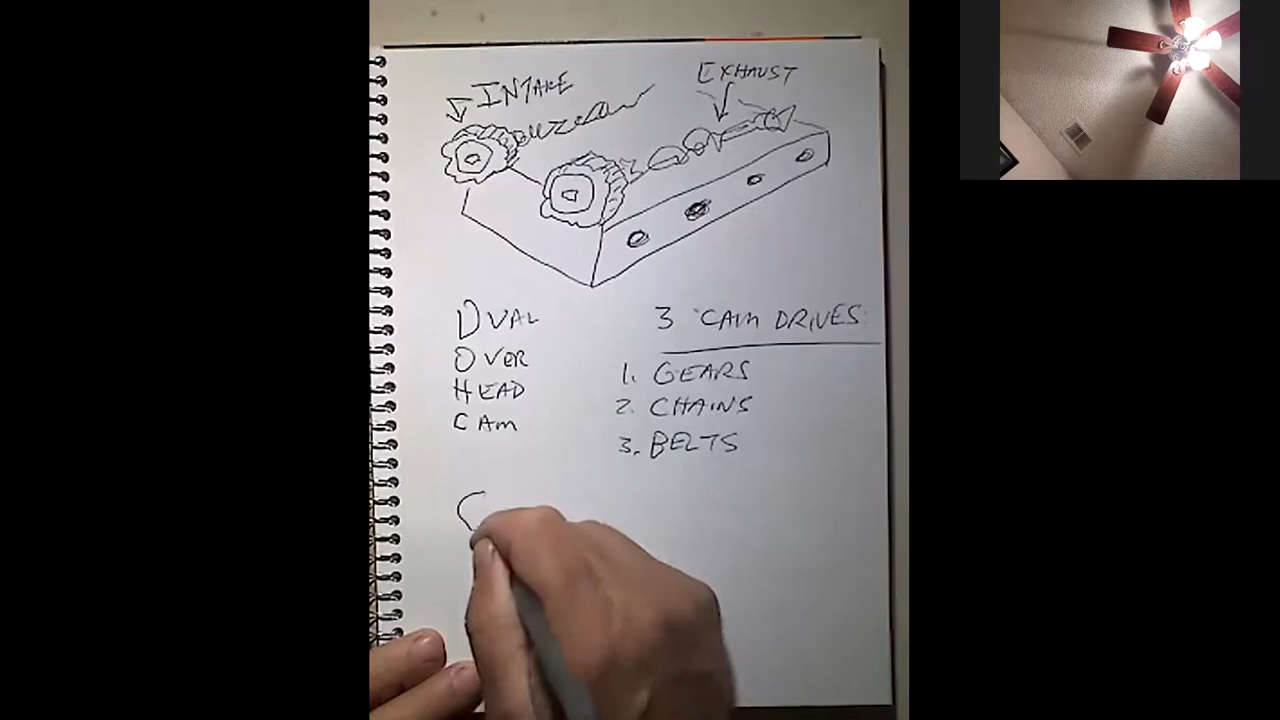 INTAKE
EXHAUST
DUAL
OVER
HEAD
CAM
3 CAM DRIVES
1. GEARS
2. CHAINS
3. BELTS
C